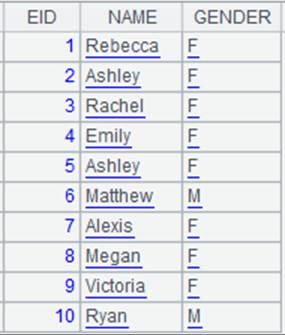 EID NAME GENDER
1 Rebecca F
2 Ashley F
3 Rachel F
4 Emily F
5 Ashley F
6 Matthew M
7 Alexis F
8 Megan F
9 Victoria F
10 Ryan M